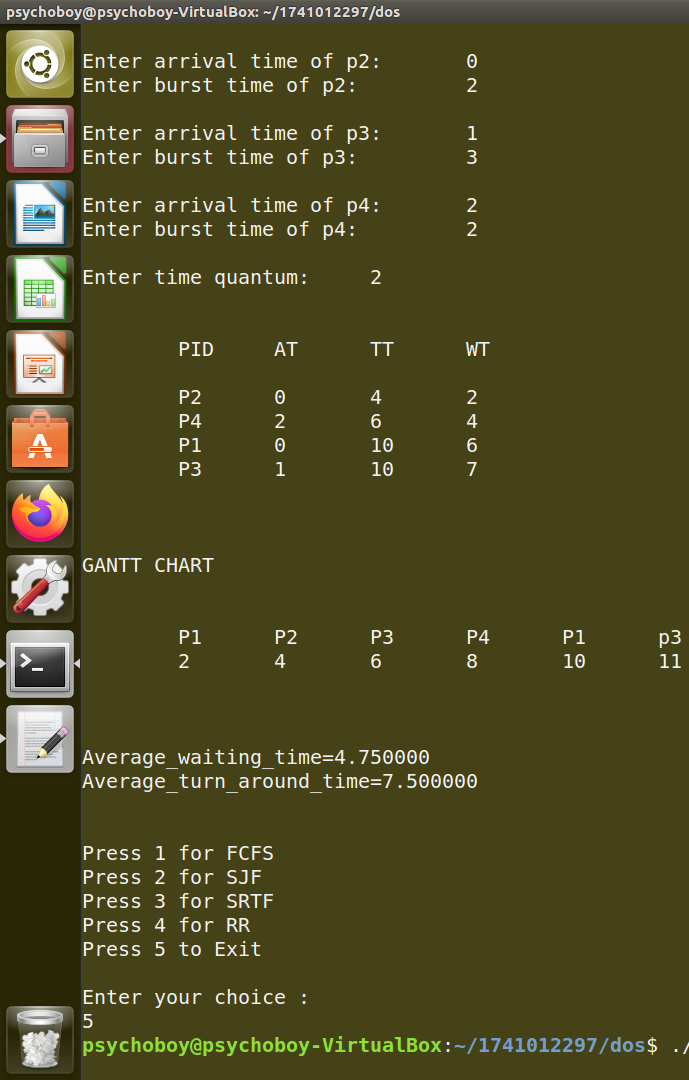 psychoboy@psychoboy-VirtualBox: ~/1741012297/dos
Enter arrival time of p2: 0
Enter burst time of p2: 2
Enter arrival time of p3: 1
Enter burst time of p3: 3
Enter arrival time of p4: 2
Enter burst time of p4: 2
Enter time quantum: 2
PID AT TT WT
P2 0 4 2
P4 2 6 4
P1 0 10 6
P3 1 10 7
GANTT CHART
P1 P2 P3 P4 P1 p3
2 4 6 8 10 11
Average_waiting_time=4.750000
Average_turn_around_time=7.500000
Press 1 for FCFS
Press 2 for SJF
Press 3 for SRTF
Press 4 for RR
Press 5 to Exit
Enter your choice :
5
psychoboy@psychoboy-VirtualBox:~/1741012297/dos$ ./